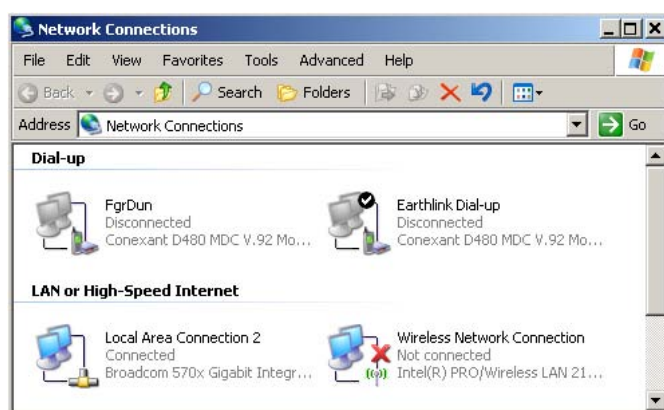 Network Connections
File Edit View Favorites Tools Advanced Help
Back Search Folders
Address Network Connections Go
Dial-up
FgrDun
Disconnected
Conexant D480 MDC V.92 Mo...
Earthlink Dial-up
Disconnected
Conexant D480 MDC V.92 Mo...
LAN or High-Speed Internet
Local Area Connection 2
Connected
Broadcom 570x Gigabit Integr...
Wireless Network Connection
Not connected
Intel(R) PRO/Wireless LAN 21...